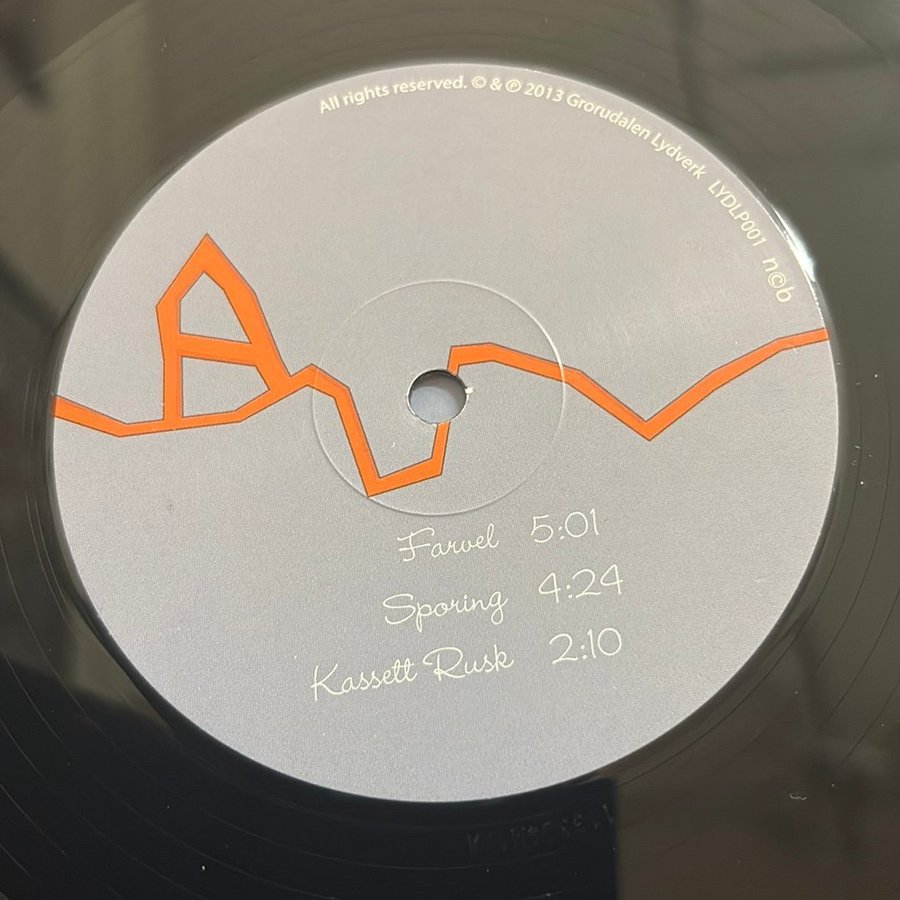 All rights reserved. © & ℗ 2013 Grorudalen Lydverk LYDLP001 n©b
A
Farvel 5:01
Sporing 4:24
Kassett Rusk 2:10